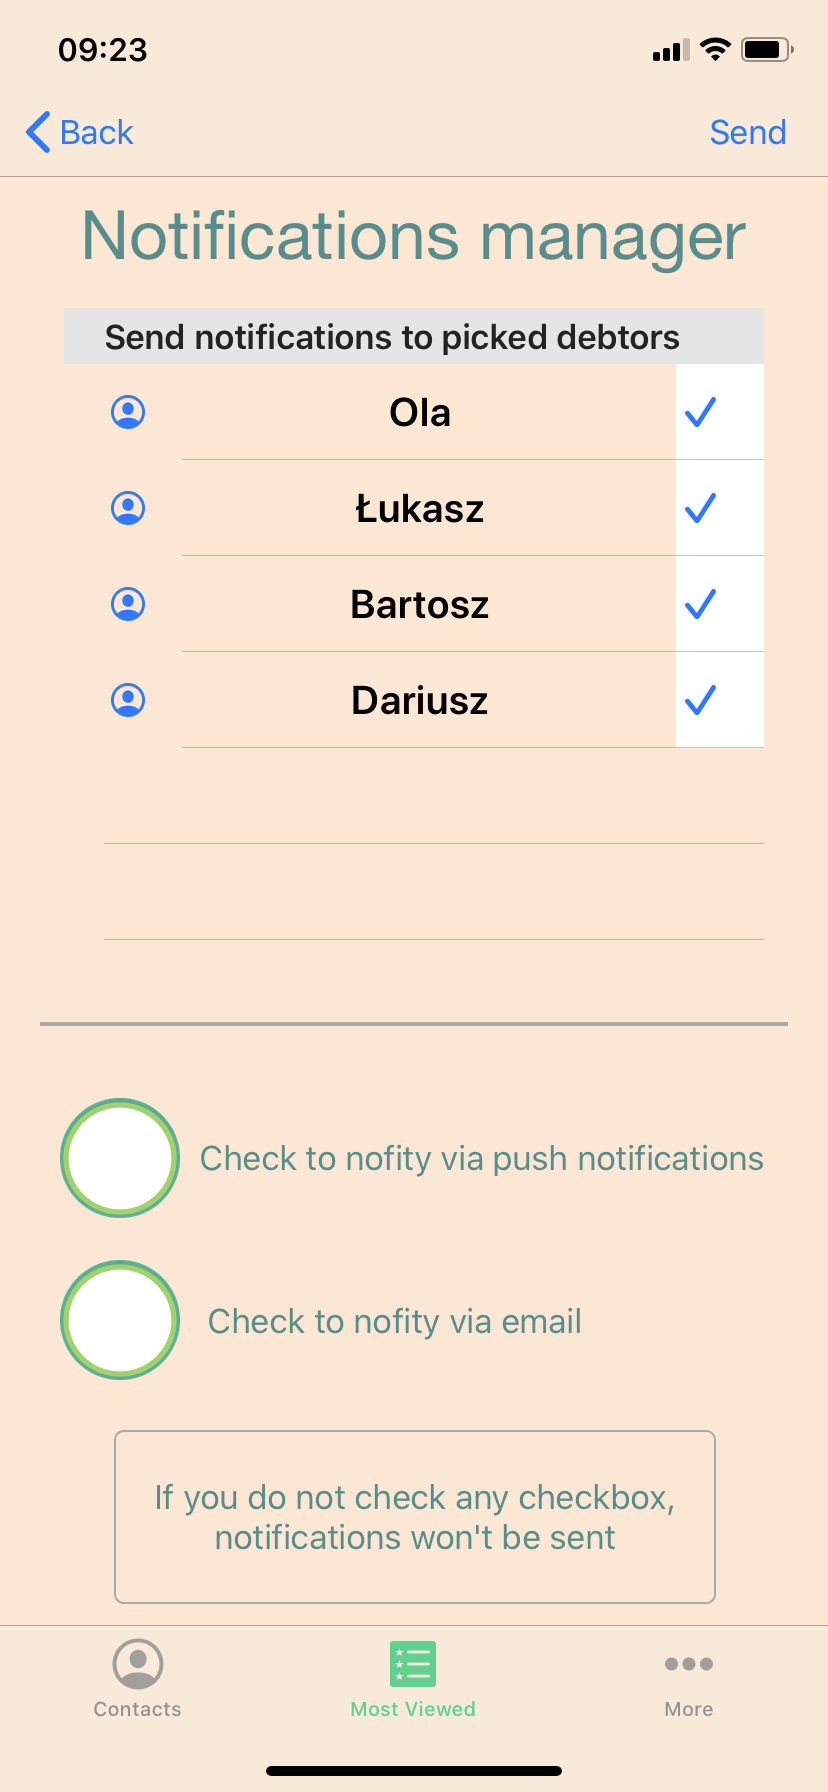 09:23
Back
Send
Notifications manager
Send notifications to picked debtors
Ola
Łukasz
Bartosz
Dariusz
Check to nofity via push notifications
Check to nofity via email
If you do not check any checkbox,
notifications won't be sent
Contacts
Most Viewed
More